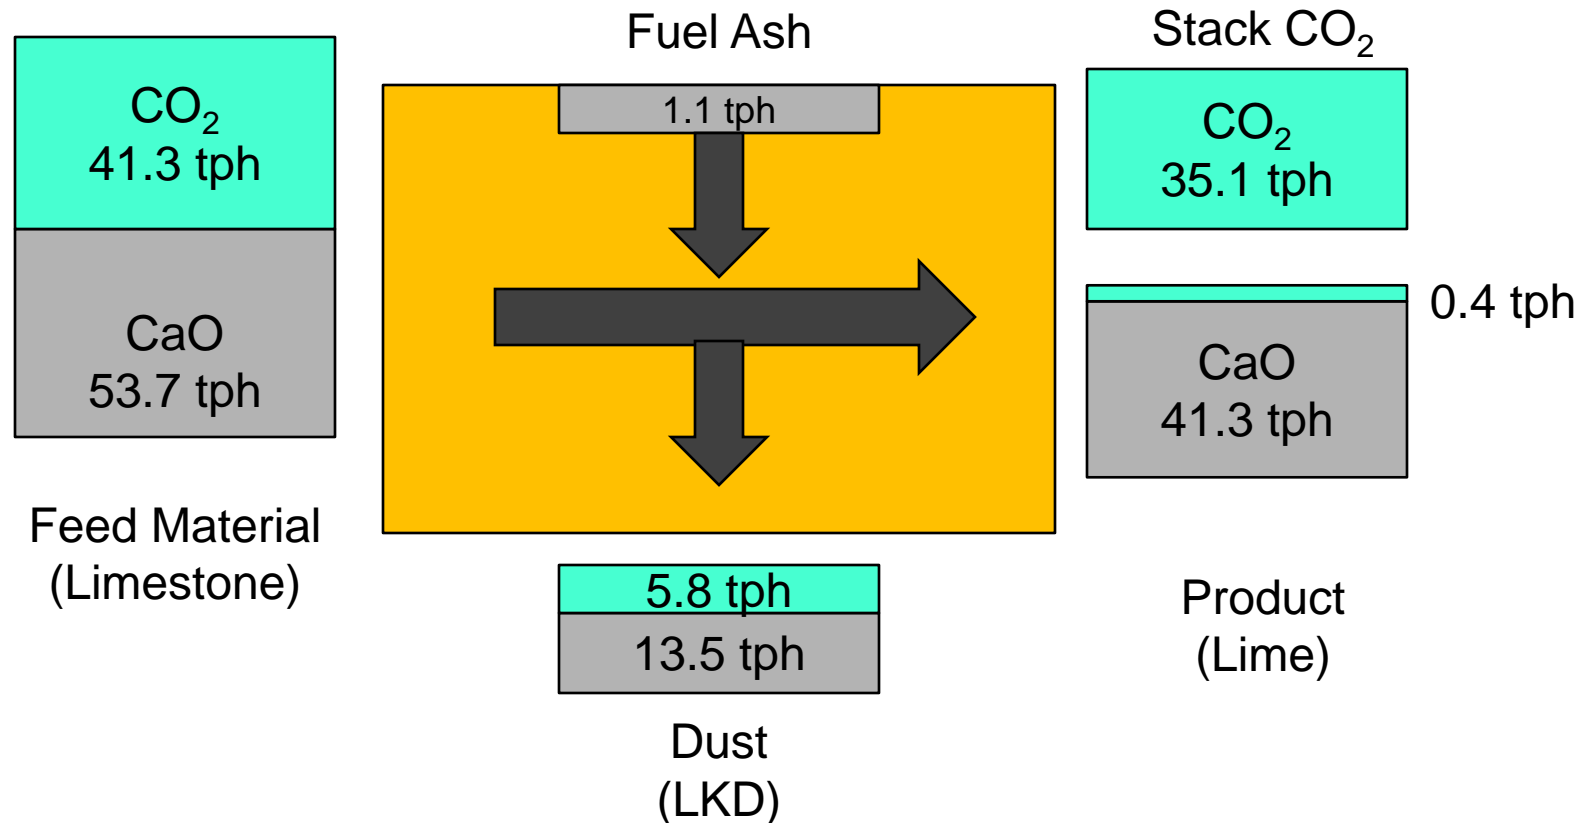 CO₂
41.3 tph
CaO
53.7 tph
Feed Material
(Limestone)
Fuel Ash
1.1 tph
5.8 tph
13.5 tph
Dust
(LKD)
Stack CO₂
CO₂
35.1 tph
0.4 tph
CaO
41.3 tph
Product
(Lime)